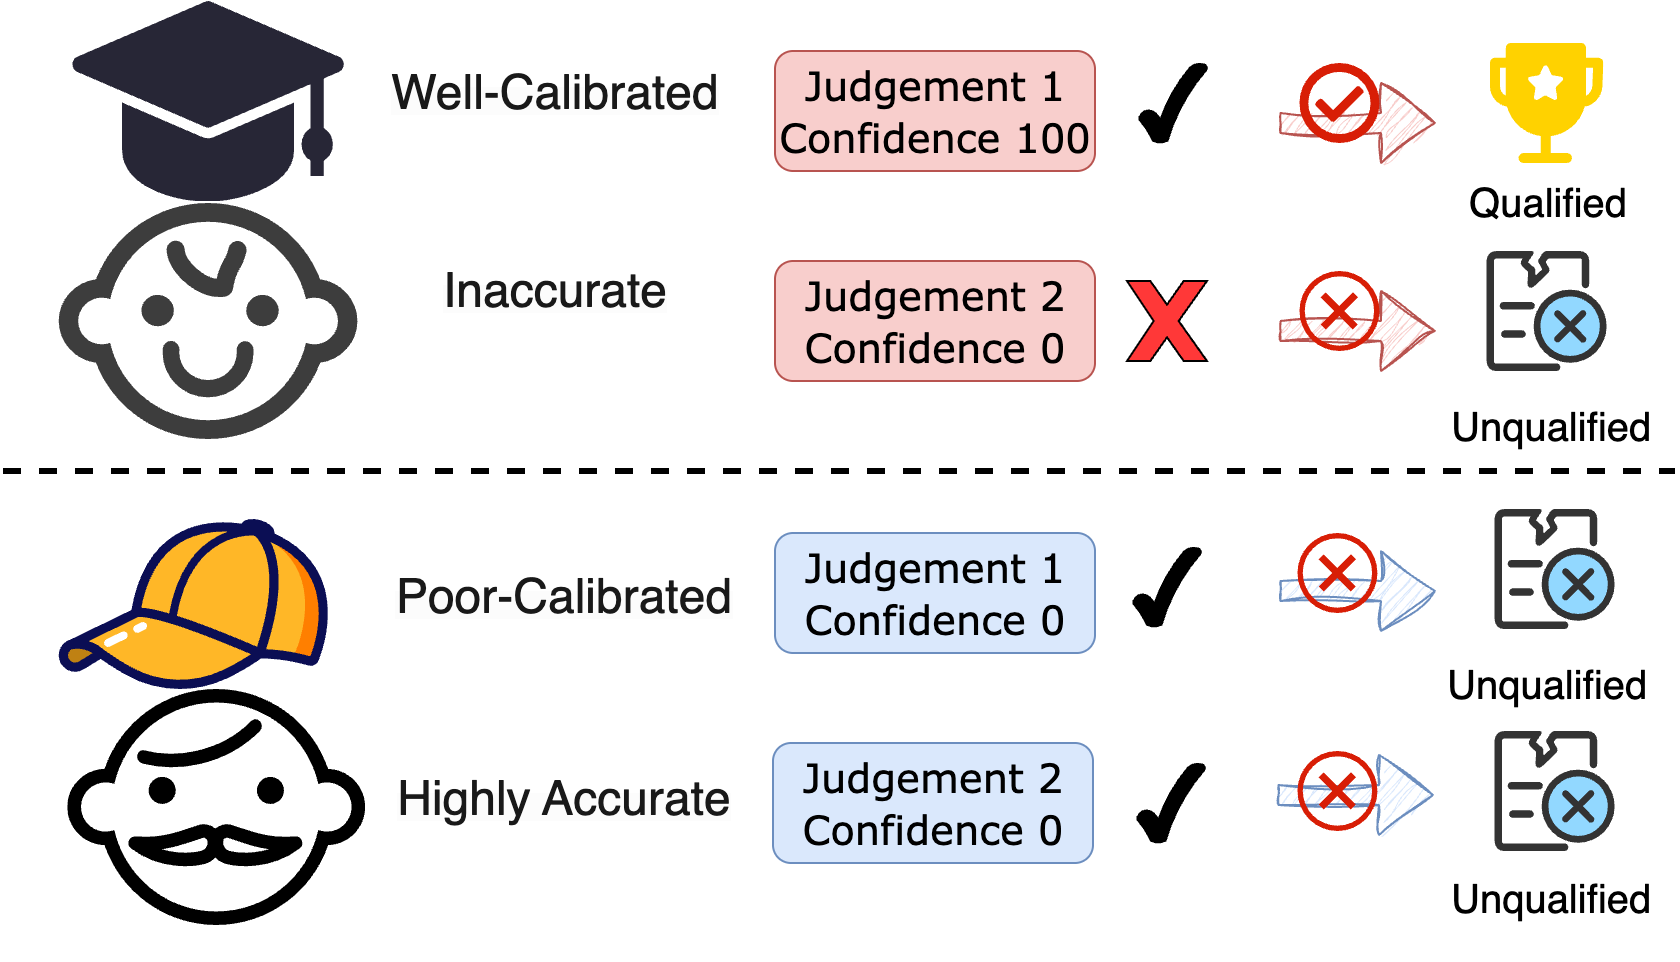 Well-Calibrated
Judgement 1
Confidence 100
Qualified
Inaccurate
Judgement 2
Confidence 0
Unqualified
Poor-Calibrated
Judgement 1
Confidence 0
Unqualified
Highly Accurate
Judgement 2
Confidence 0
Unqualified